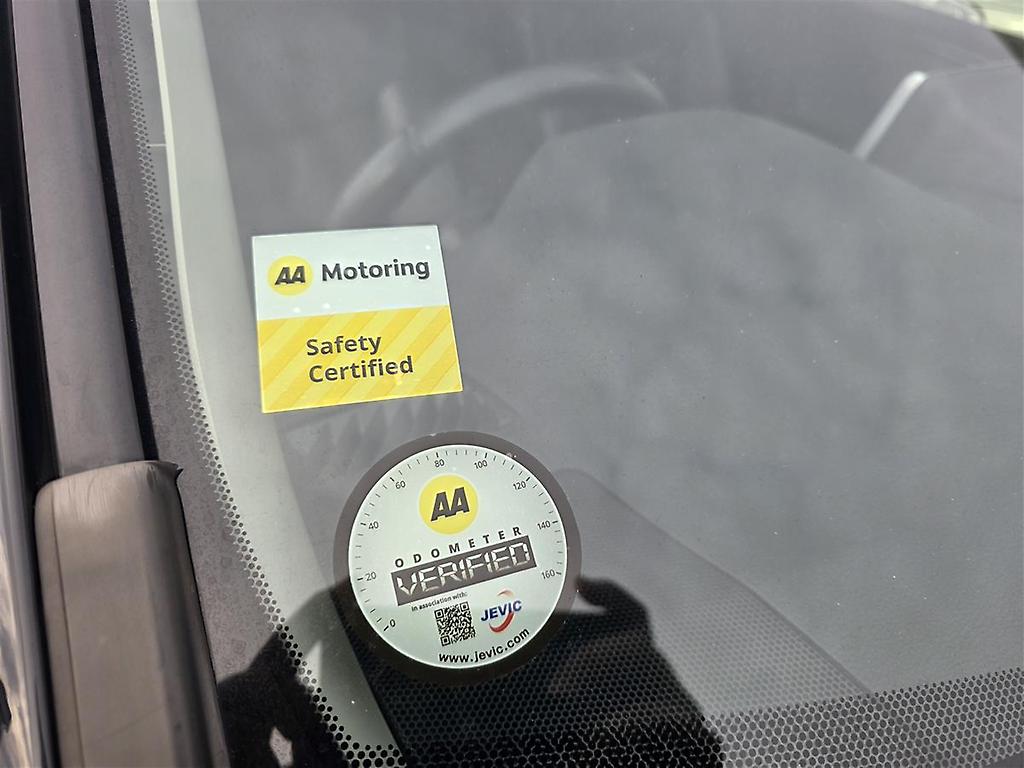 AA Motoring
Safety
Certified
80 100
60 120
AA
40 140
ODOMETER
VERIFIED
20 160
in association with:
0
JEVIC
www.jevic.com